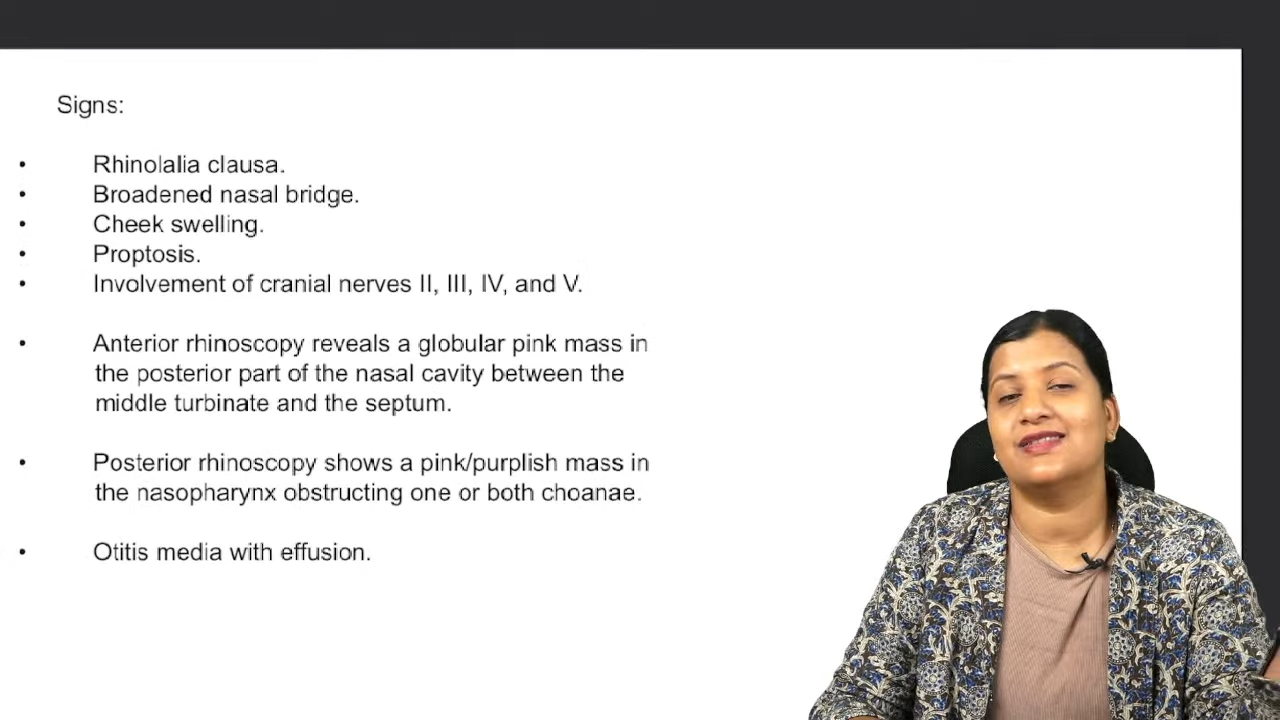 Signs:
• Rhinolalia clausa.
• Broadened nasal bridge.
• Cheek swelling.
• Proptosis.
• Involvement of cranial nerves II, III, IV, and V.
• Anterior rhinoscopy reveals a globular pink mass in
the posterior part of the nasal cavity between the
middle turbinate and the septum.
• Posterior rhinoscopy shows a pink/purplish mass in
the nasopharynx obstructing one or both choanae.
• Otitis media with effusion.